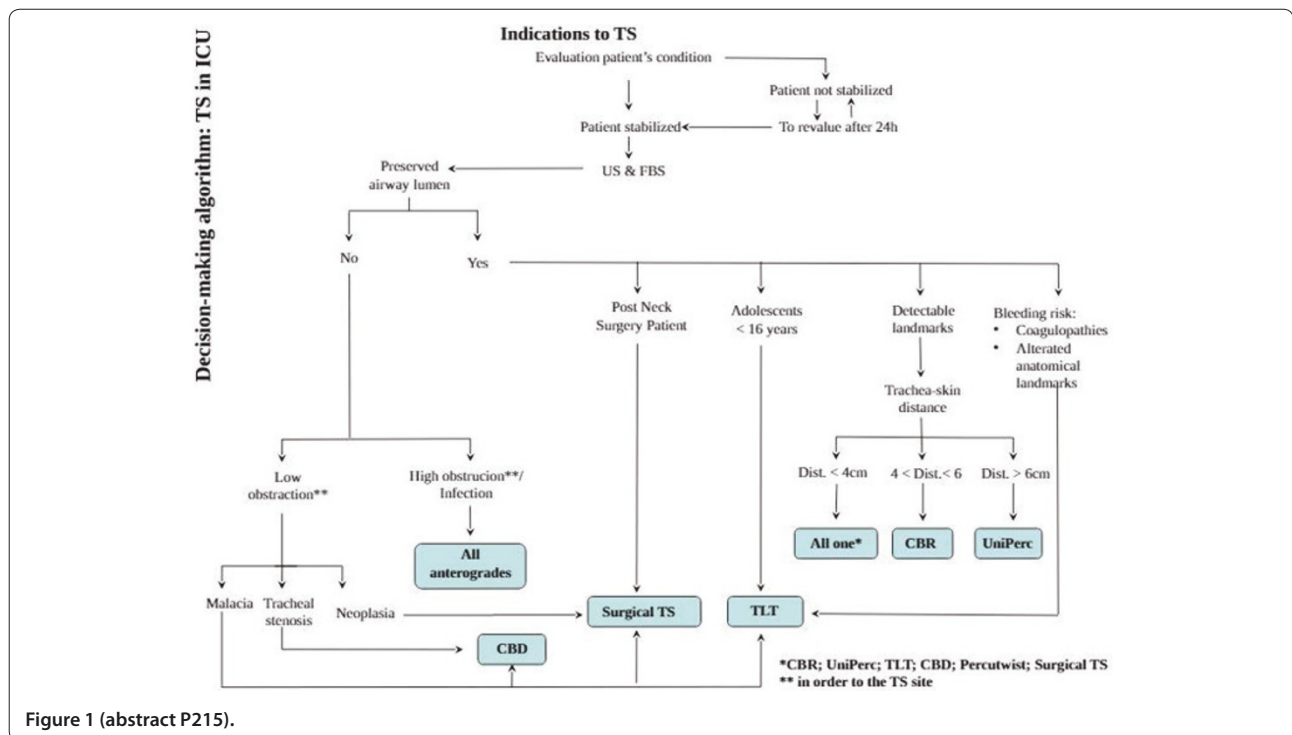 Decision-making algorithm: TS in ICU
Indications to TS
Evaluation patient's condition
Patient not stabilized
Patient stabilized
To revalue after 24h
Preserved
airway lumen
US & FBS
No
Yes
Post Neck
Surgery Patient
Adolescents
< 16 years
Detectable
landmarks
Bleeding risk:
• Coagulopathies
• Alterated
anatomical
landmarks
Trachea-skin
distance
Low
obstraction**
High obstrucion**/
Infection
Dist. < 4cm
4 < Dist.< 6
Dist. > 6cm
All one*
CBR
UniPerc
All
anterogrades
Malacia
Tracheal
stenosis
Neoplasia
Surgical TS
TLT
CBD
*CBR; UniPerc; TLT; CBD; Percutwist; Surgical TS
** in order to the TS site
Figure 1 (abstract P215).